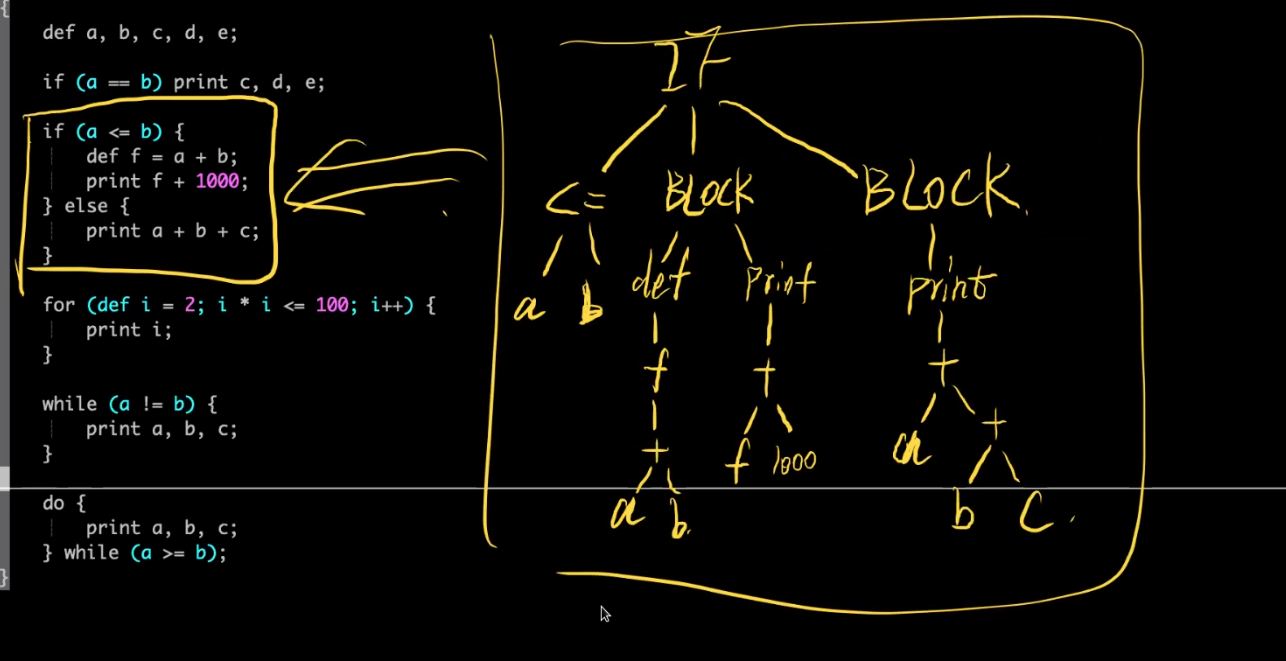 {
def a, b, c, d, e;
if (a == b) print c, d, e;
if (a <= b) {
def f = a + b;
print f + 1000;
} else {
print a + b + c;
}
for (def i = 2; i * i <= 100; i++) {
print i;
}
while (a != b) {
print a, b, c;
}
do {
print a, b, c;
} while (a >= b);
}
IF
<= BLOCK BLOCK
a b def print print
f + +
+ f 1000 a +
a b b c